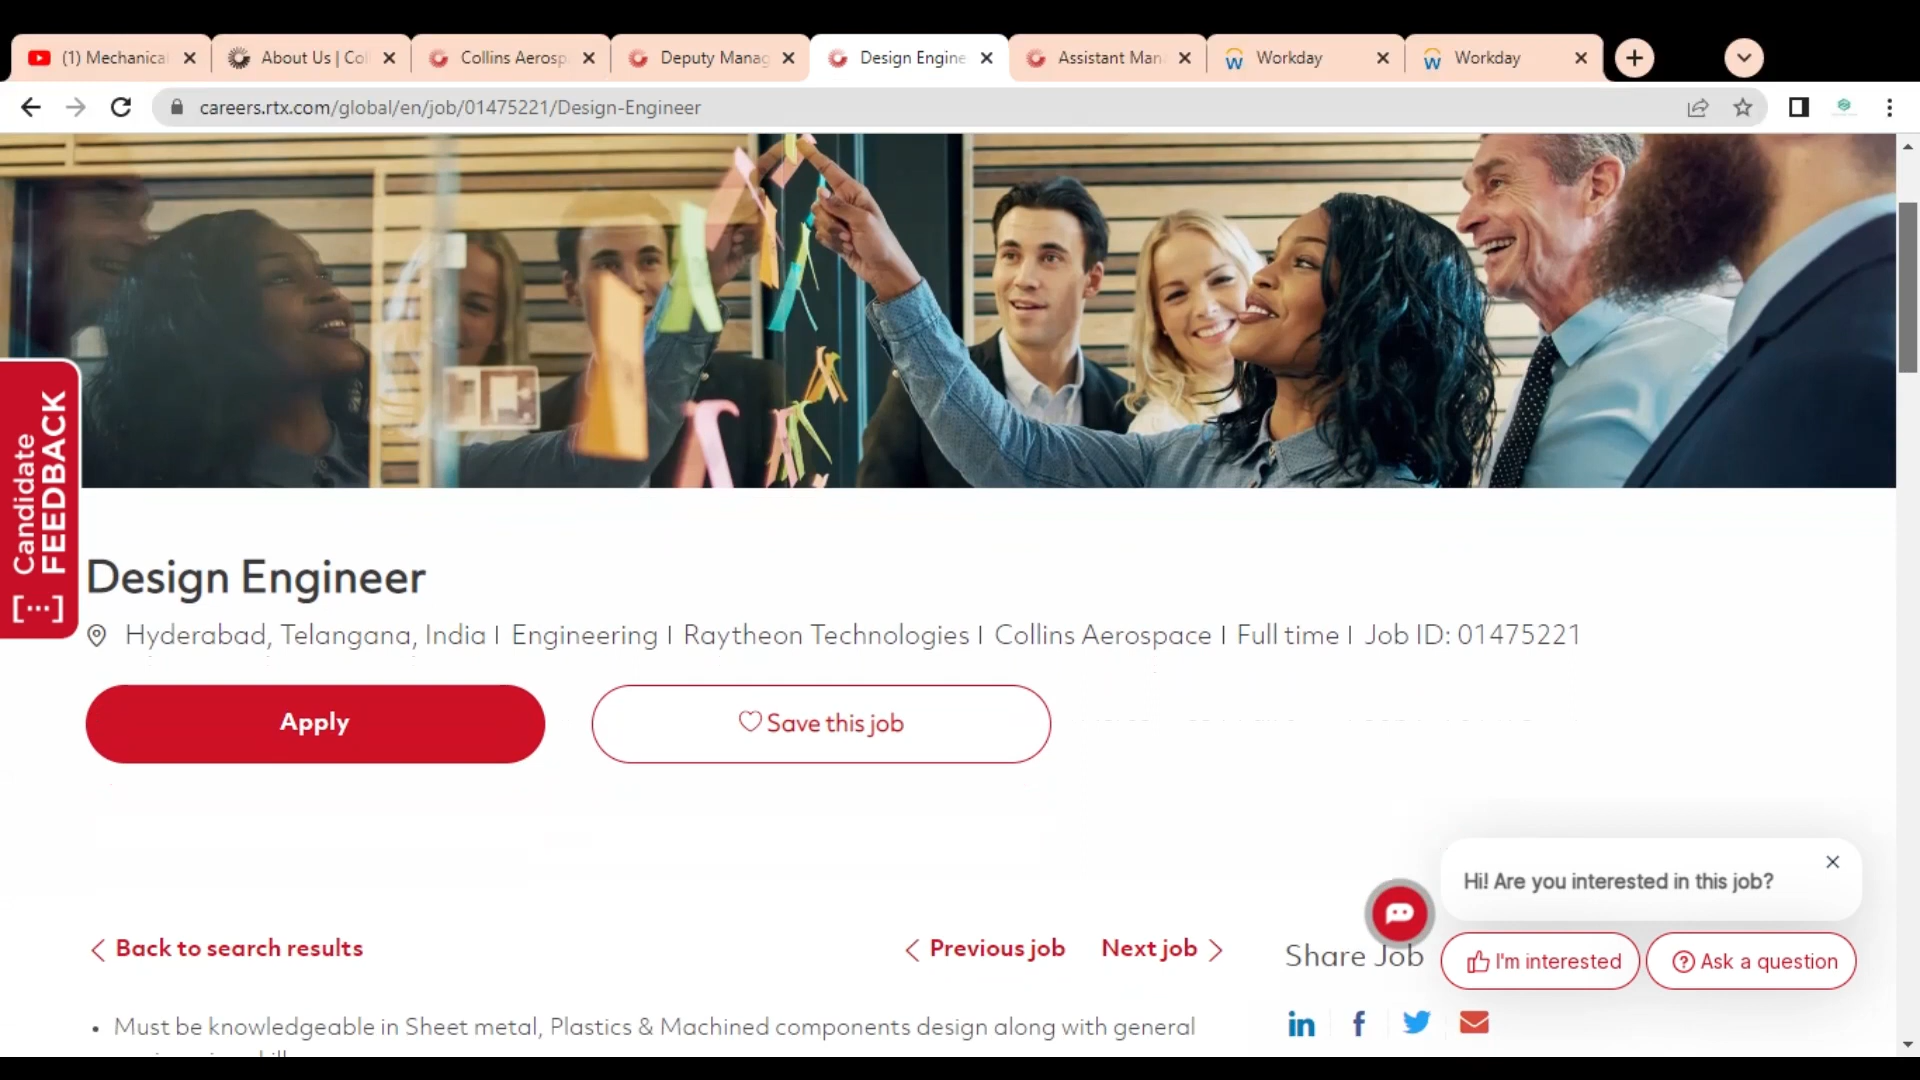 (1) Mechanica
About Us | Col
Collins Aerosp
Deputy Manag
Design Engine
Assistant Man
Workday
Workday
careers.rtx.com/global/en/job/01475221/Design-Engineer
Candidate
FEEDBACK
Design Engineer
Hyderabad, Telangana, India | Engineering | Raytheon Technologies | Collins Aerospace | Full time | Job ID: 01475221
Apply
Save this job
Hi! Are you interested in this job?
Back to search results
Previous job
Next job
Share Job
I'm interested
Ask a question
• Must be knowledgeable in Sheet metal, Plastics & Machined components design along with general